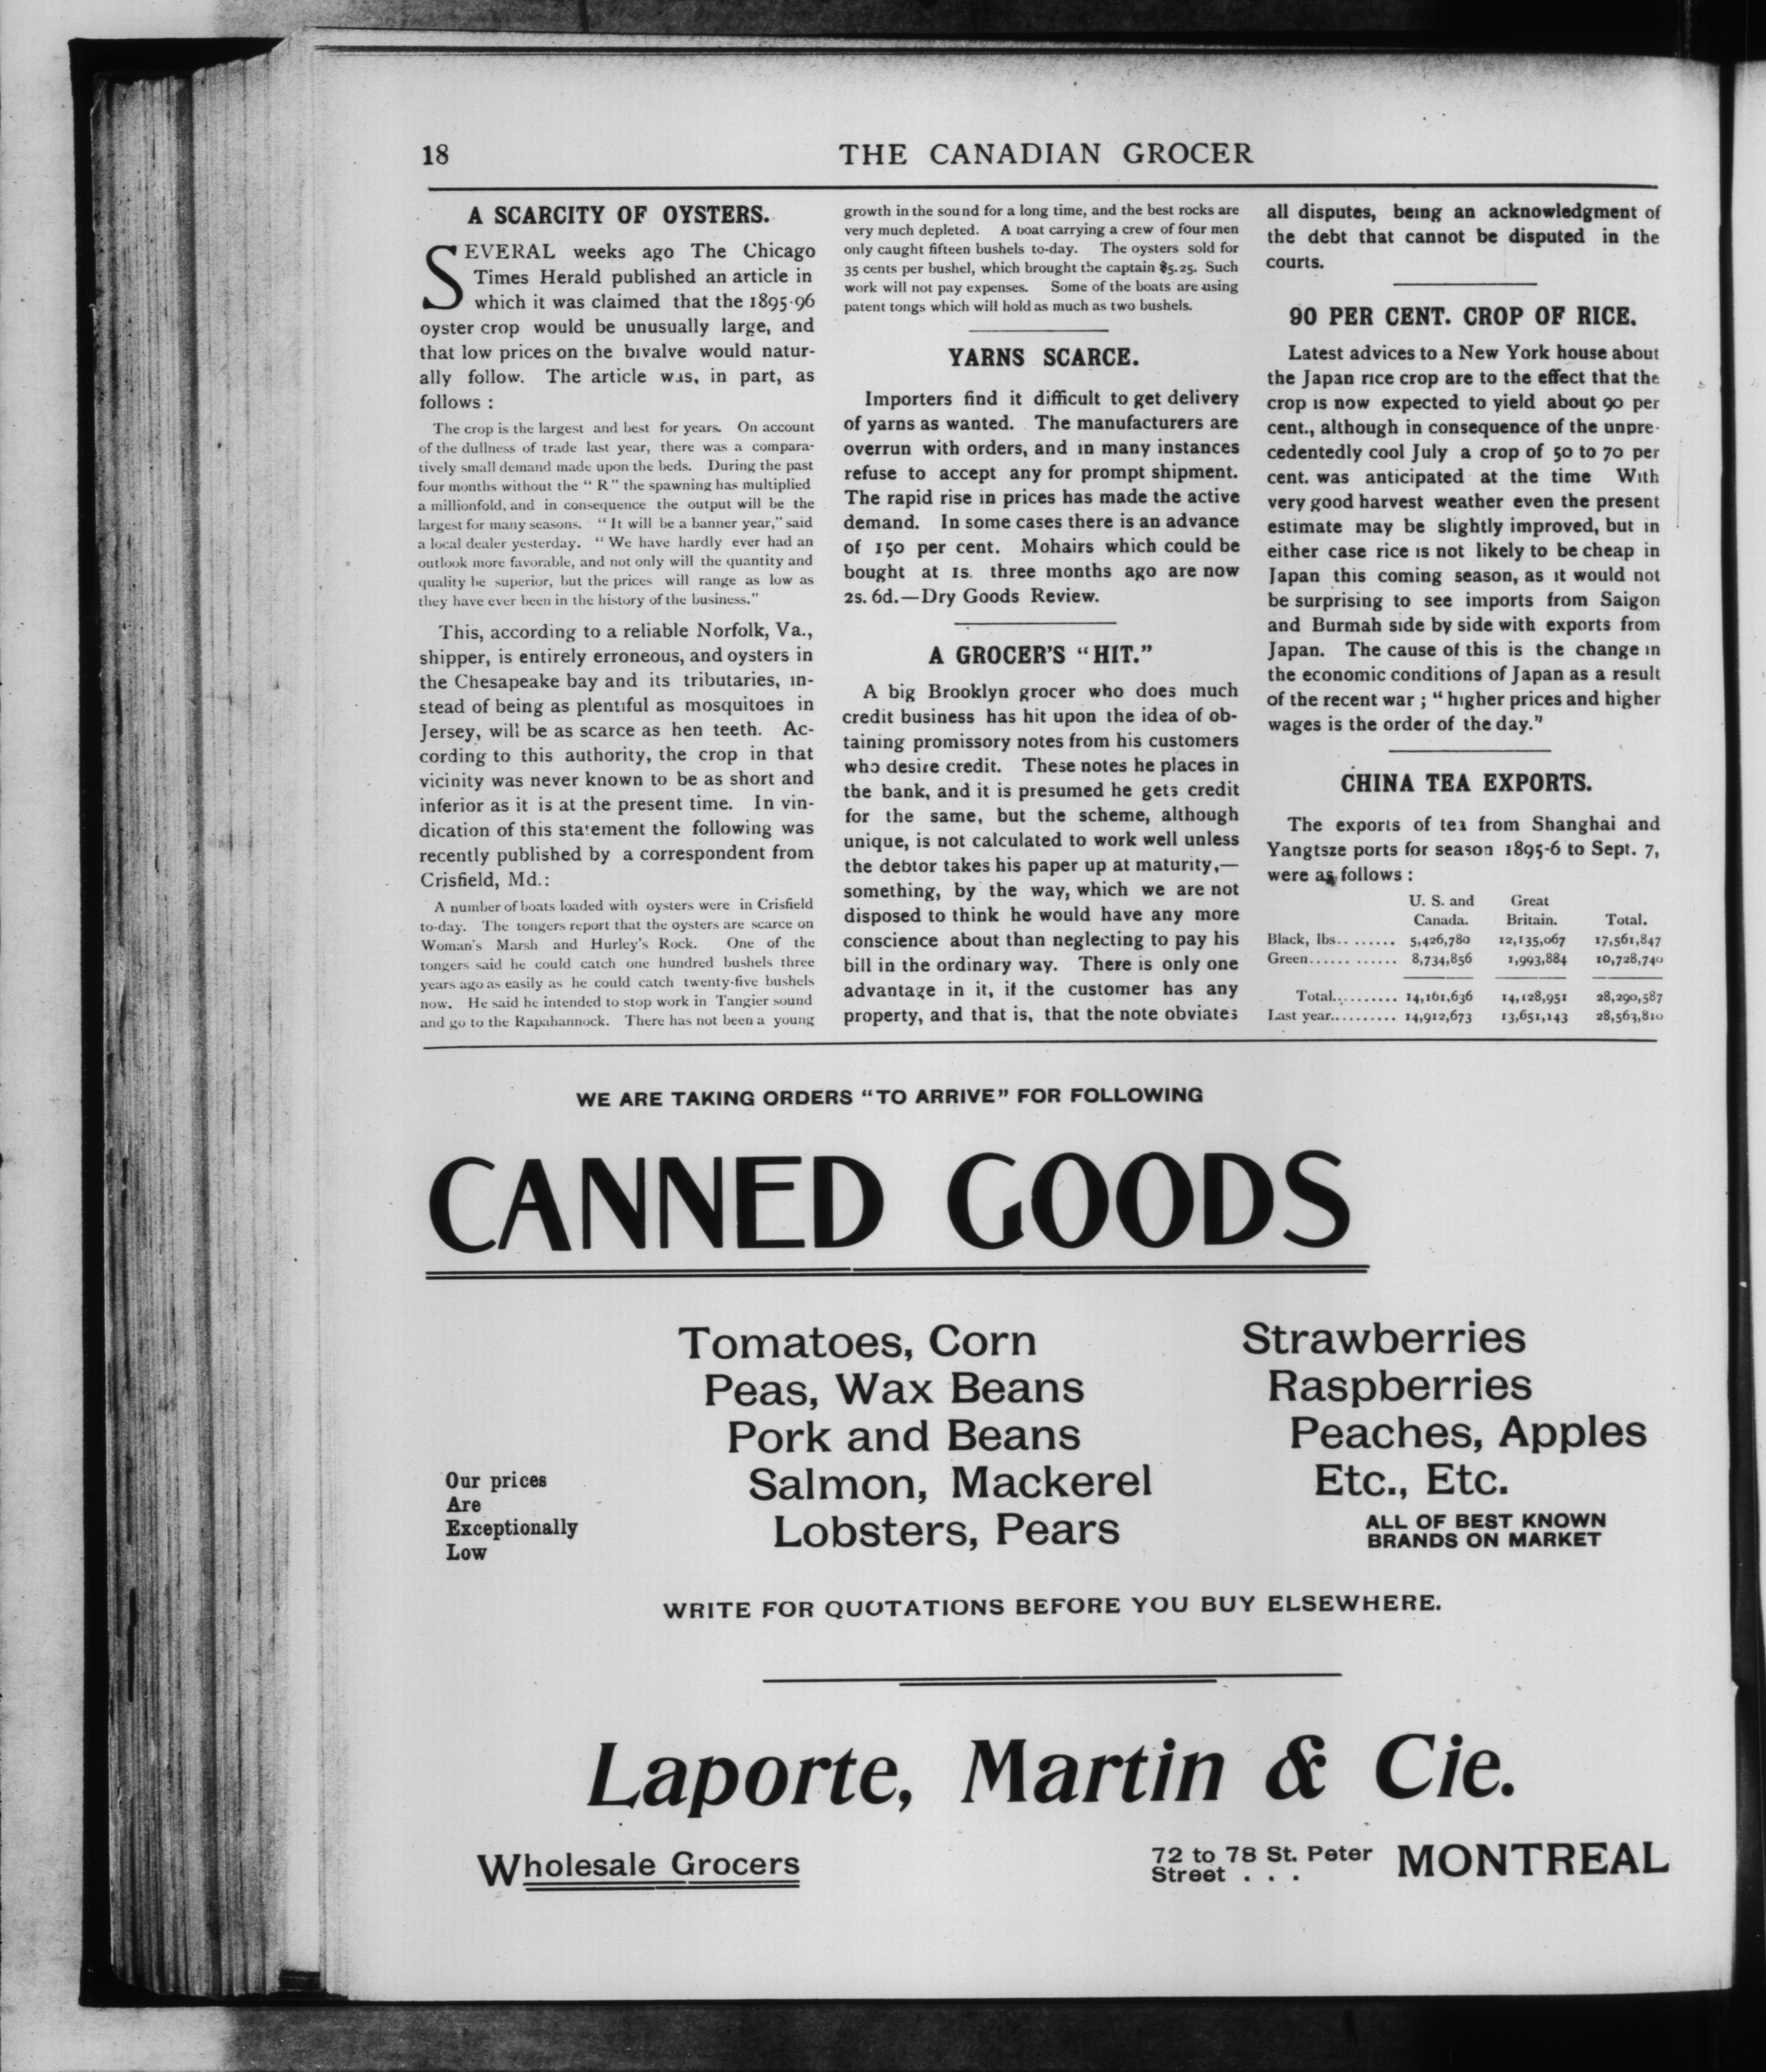 18
THE CANADIAN GROCER
A SCARCITY OF OYSTERS.
SEVERAL weeks ago The Chicago
Times Herald published an article in
which it was claimed that the 1895-96
oyster crop would be unusually large, and
that low prices on the bivalve would natur-
ally follow. The article was, in part, as
follows :
The crop is the largest and best for years. On account
of the dullness of trade last year, there was a compara-
tively small demand made upon the beds. During the past
four months without the " R" the spawning has multiplied
a millionfold, and in consequence the output will be the
largest for many seasons. " It will be a banner year," said
a local dealer yesterday. " We have hardly ever had an
outlook more favorable, and not only will the quantity and
quality be superior, but the prices will range as low as
they have ever been in the history of the business."
This, according to a reliable Norfolk, Va.,
shipper, is entirely erroneous, and oysters in
the Chesapeake bay and its tributaries, in-
stead of being as plentiful as mosquitoes in
Jersey, will be as scarce as hen teeth. Ac-
cording to this authority, the crop in that
vicinity was never known to be as short and
inferior as it is at the present time. In vin-
dication of this statement the following was
recently published by a correspondent from
Crisfield, Md.:
A number of boats loaded with oysters were in Crisfield
to-day. The tongers report that the oysters are scarce on
Woman's Marsh and Hurley's Rock. One of the
tongers said he could catch one hundred bushels three
years ago as easily as he could catch twenty-five bushels
now. He said he intended to stop work in Tangier sound
and go to the Rapahannock. There has not been a young
growth in the sound for a long time, and the best rocks are
very much depleted. A boat carrying a crew of four men
only caught fifteen bushels to-day. The oysters sold for
35 cents per bushel, which brought the captain $5.25. Such
work will not pay expenses. Some of the boats are using
patent tongs which will hold as much as two bushels.
YARNS SCARCE.
Importers find it difficult to get delivery
of yarns as wanted. The manufacturers are
overrun with orders, and in many instances
refuse to accept any for prompt shipment.
The rapid rise in prices has made the active
demand. In some cases there is an advance
of 150 per cent. Mohairs which could be
bought at 1s. three months ago are now
2s. 6d.—Dry Goods Review.
A GROCER'S "HIT."
A big Brooklyn grocer who does much
credit business has hit upon the idea of ob-
taining promissory notes from his customers
who desire credit. These notes he places in
the bank, and it is presumed he gets credit
for the same, but the scheme, although
unique, is not calculated to work well unless
the debtor takes his paper up at maturity,—
something, by the way, which we are not
disposed to think he would have any more
conscience about than neglecting to pay his
bill in the ordinary way. There is only one
advantage in it, if the customer has any
property, and that is, that the note obviates
all disputes, being an acknowledgment of
the debt that cannot be disputed in the
courts.
90 PER CENT. CROP OF RICE.
Latest advices to a New York house about
the Japan rice crop are to the effect that the
crop is now expected to yield about 90 per
cent., although in consequence of the unpre-
cedentedly cool July a crop of 50 to 70 per
cent. was anticipated at the time With
very good harvest weather even the present
estimate may be slightly improved, but in
either case rice is not likely to be cheap in
Japan this coming season, as it would not
be surprising to see imports from Saigon
and Burmah side by side with exports from
Japan. The cause of this is the change in
the economic conditions of Japan as a result
of the recent war ; " higher prices and higher
wages is the order of the day."
CHINA TEA EXPORTS.
The exports of tea from Shanghai and
Yangtsze ports for season 1895-6 to Sept. 7,
were as follows :
U. S. and Great
Canada. Britain. Total.
Black, lbs.. ........ 5,426,780 12,135,067 17,561,847
Green...... ........... 8,734,856 1,993,884 10,728,740
Total........... 14,161,636 14,128,951 28,290,587
Last year........... 14,912,673 13,651,143 28,563,810
WE ARE TAKING ORDERS "TO ARRIVE" FOR FOLLOWING
CANNED GOODS
Tomatoes, Corn
Peas, Wax Beans
Pork and Beans
Salmon, Mackerel
Lobsters, Pears
Strawberries
Raspberries
Peaches, Apples
Etc., Etc.
ALL OF BEST KNOWN
BRANDS ON MARKET
Our prices
Are
Exceptionally
Low
WRITE FOR QUOTATIONS BEFORE YOU BUY ELSEWHERE.
Laporte, Martin & Cie.
Wholesale Grocers
72 to 78 St. Peter
Street . . .
MONTREAL